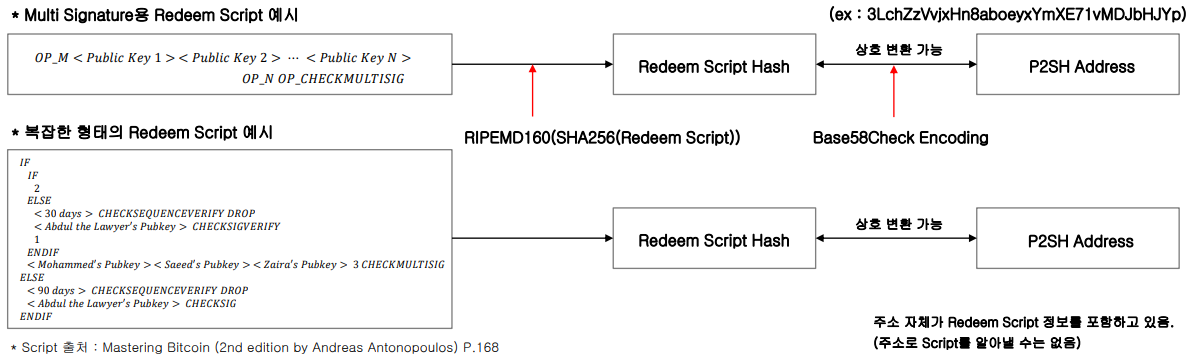 * Multi Signature용 Redeem Script 예시
(ex : 3LchZzVvjxHn8aboeyxYmXE71vMDJbHJYp)
OP_M < Public Key 1 >< Public Key 2 > ⋯ < Public Key N >
OP_N OP_CHECKMULTISIG
Redeem Script Hash
상호 변환 가능
P2SH Address
RIPEMD160(SHA256(Redeem Script))
Base58Check Encoding
* 복잡한 형태의 Redeem Script 예시
IF
IF
2
ELSE
< 30 days > CHECKSEQUENCEVERIFY DROP
< Abdul the Lawyer's Pubkey > CHECKSIGVERIFY
1
ENDIF
< Mohammed's Pubkey >< Saeed's Pubkey >< Zaira's Pubkey > 3 CHECKMULTISIG
ELSE
< 90 days > CHECKSEQUENCEVERIFY DROP
< Abdul the Lawyer's Pubkey > CHECKSIG
ENDIF
Redeem Script Hash
상호 변환 가능
P2SH Address
주소 자체가 Redeem Script 정보를 포함하고 있음.
(주소로 Script를 알아낼 수는 없음)
* Script 출처 : Mastering Bitcoin (2nd edition by Andreas Antonopoulos) P.168